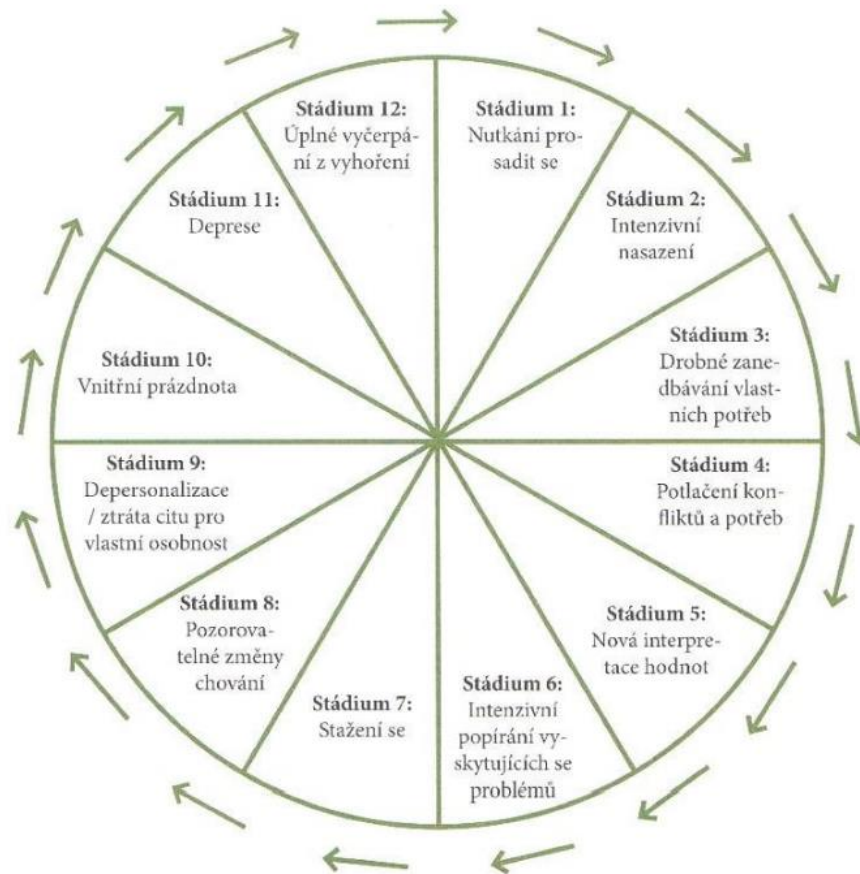 Stádium 1:
Nutkání pro-
sadit se
Stádium 2:
Intenzivní
nasazení
Stádium 3:
Drobné zane-
dbávání vlast-
ních potřeb
Stádium 4:
Potlačení kon-
fliktů a potřeb
Stádium 5:
Nová interpre-
tace hodnot
Stádium 6:
Intenzivní
popírání vy-
skytujících se
problémů
Stádium 7:
Stažení se
Stádium 8:
Pozorova-
telné změny
chování
Stádium 9:
Depersonalizace
/ ztráta citu pro
vlastní osobnost
Stádium 10:
Vnitřní prázdnota
Stádium 11:
Deprese
Stádium 12:
Úplné vyčerpá-
ní z vyhoření